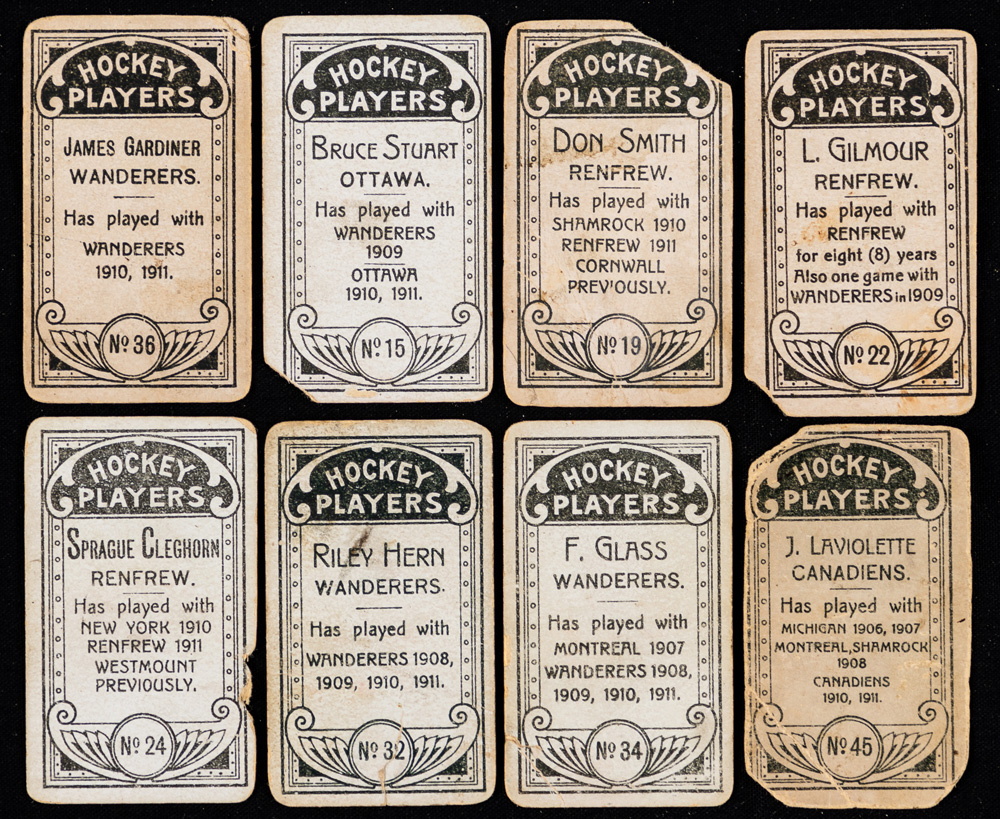 HOCKEY
PLAYERS
JAMES GARDINER
WANDERERS.
Has played with
WANDERERS
1910, 1911.
Nº 36
HOCKEY
PLAYERS
BRUCE STUART
OTTAWA.
Has played with
WANDERERS
1909
OTTAWA
1910, 1911.
Nº 15
HOCKEY
PLAYERS
DON SMITH
RENFREW.
Has played with
SHAMROCK 1910
RENFREW 1911
CORNWALL
PREVIOUSLY.
Nº 19
HOCKEY
PLAYERS
L. GILMOUR
RENFREW.
Has played with
RENFREW
for eight (8) years
Also one game with
WANDERERS in 1909
Nº 22
HOCKEY
PLAYERS
SPRAGUE CLEGHORN
RENFREW.
Has played with
NEW YORK 1910
RENFREW 1911
WESTMOUNT
PREVIOUSLY.
Nº 24
HOCKEY
PLAYERS
RILEY HERN
WANDERERS.
Has played with
WANDERERS 1908,
1909, 1910, 1911.
Nº 32
HOCKEY
PLAYERS
F. GLASS
WANDERERS.
Has played with
MONTREAL 1907
WANDERERS 1908,
1909, 1910, 1911.
Nº 34
HOCKEY
PLAYERS
J. LAVIOLETTE
CANADIENS.
Has played with
MICHIGAN 1906, 1907
MONTREAL, SHAMROCK
1908
CANADIENS
1910, 1911.
Nº 45